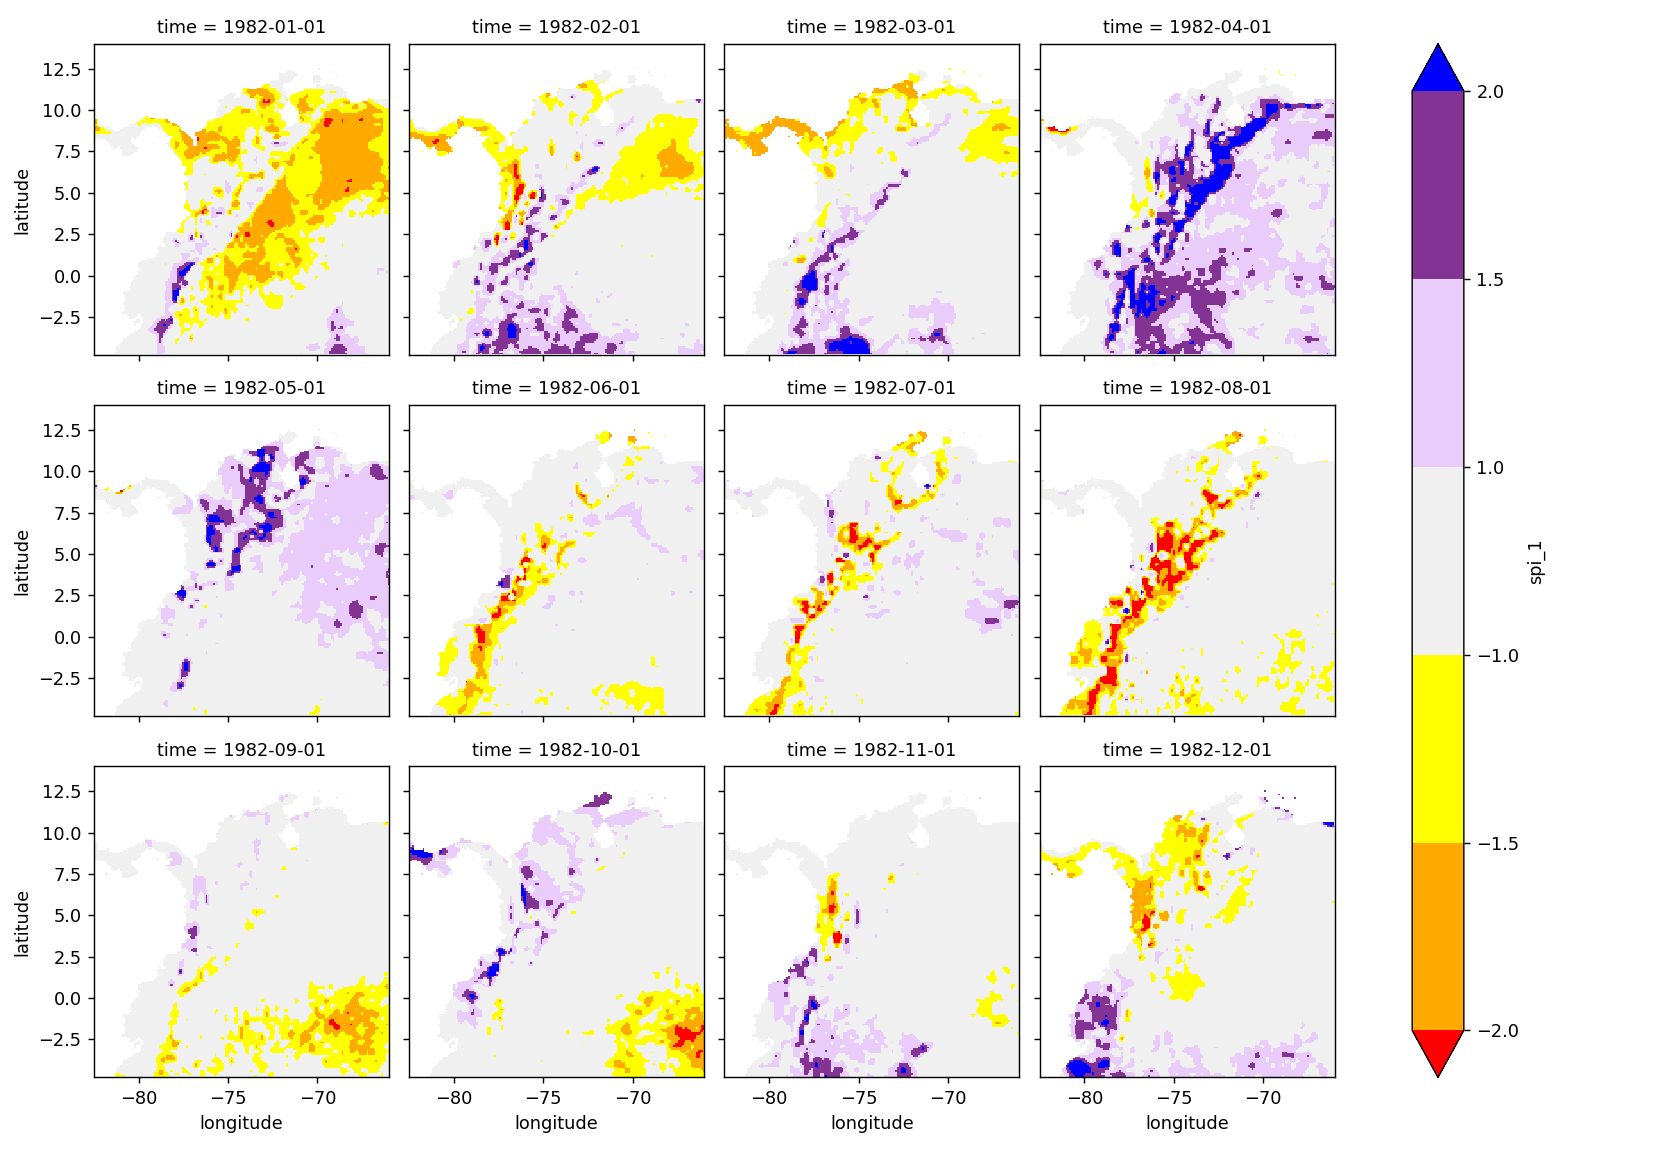 time = 1982-01-01
time = 1982-02-01
time = 1982-03-01
time = 1982-04-01
12.5
10.0
7.5
5.0
2.5
0.0
−2.5
latitude
time = 1982-05-01
time = 1982-06-01
time = 1982-07-01
time = 1982-08-01
12.5
10.0
7.5
5.0
2.5
0.0
−2.5
latitude
time = 1982-09-01
time = 1982-10-01
time = 1982-11-01
time = 1982-12-01
12.5
10.0
7.5
5.0
2.5
0.0
−2.5
latitude
−80 −75 −70
−80 −75 −70
−80 −75 −70
−80 −75 −70
longitude
longitude
longitude
longitude
2.0
1.5
1.0
−1.0
−1.5
−2.0
spi_1